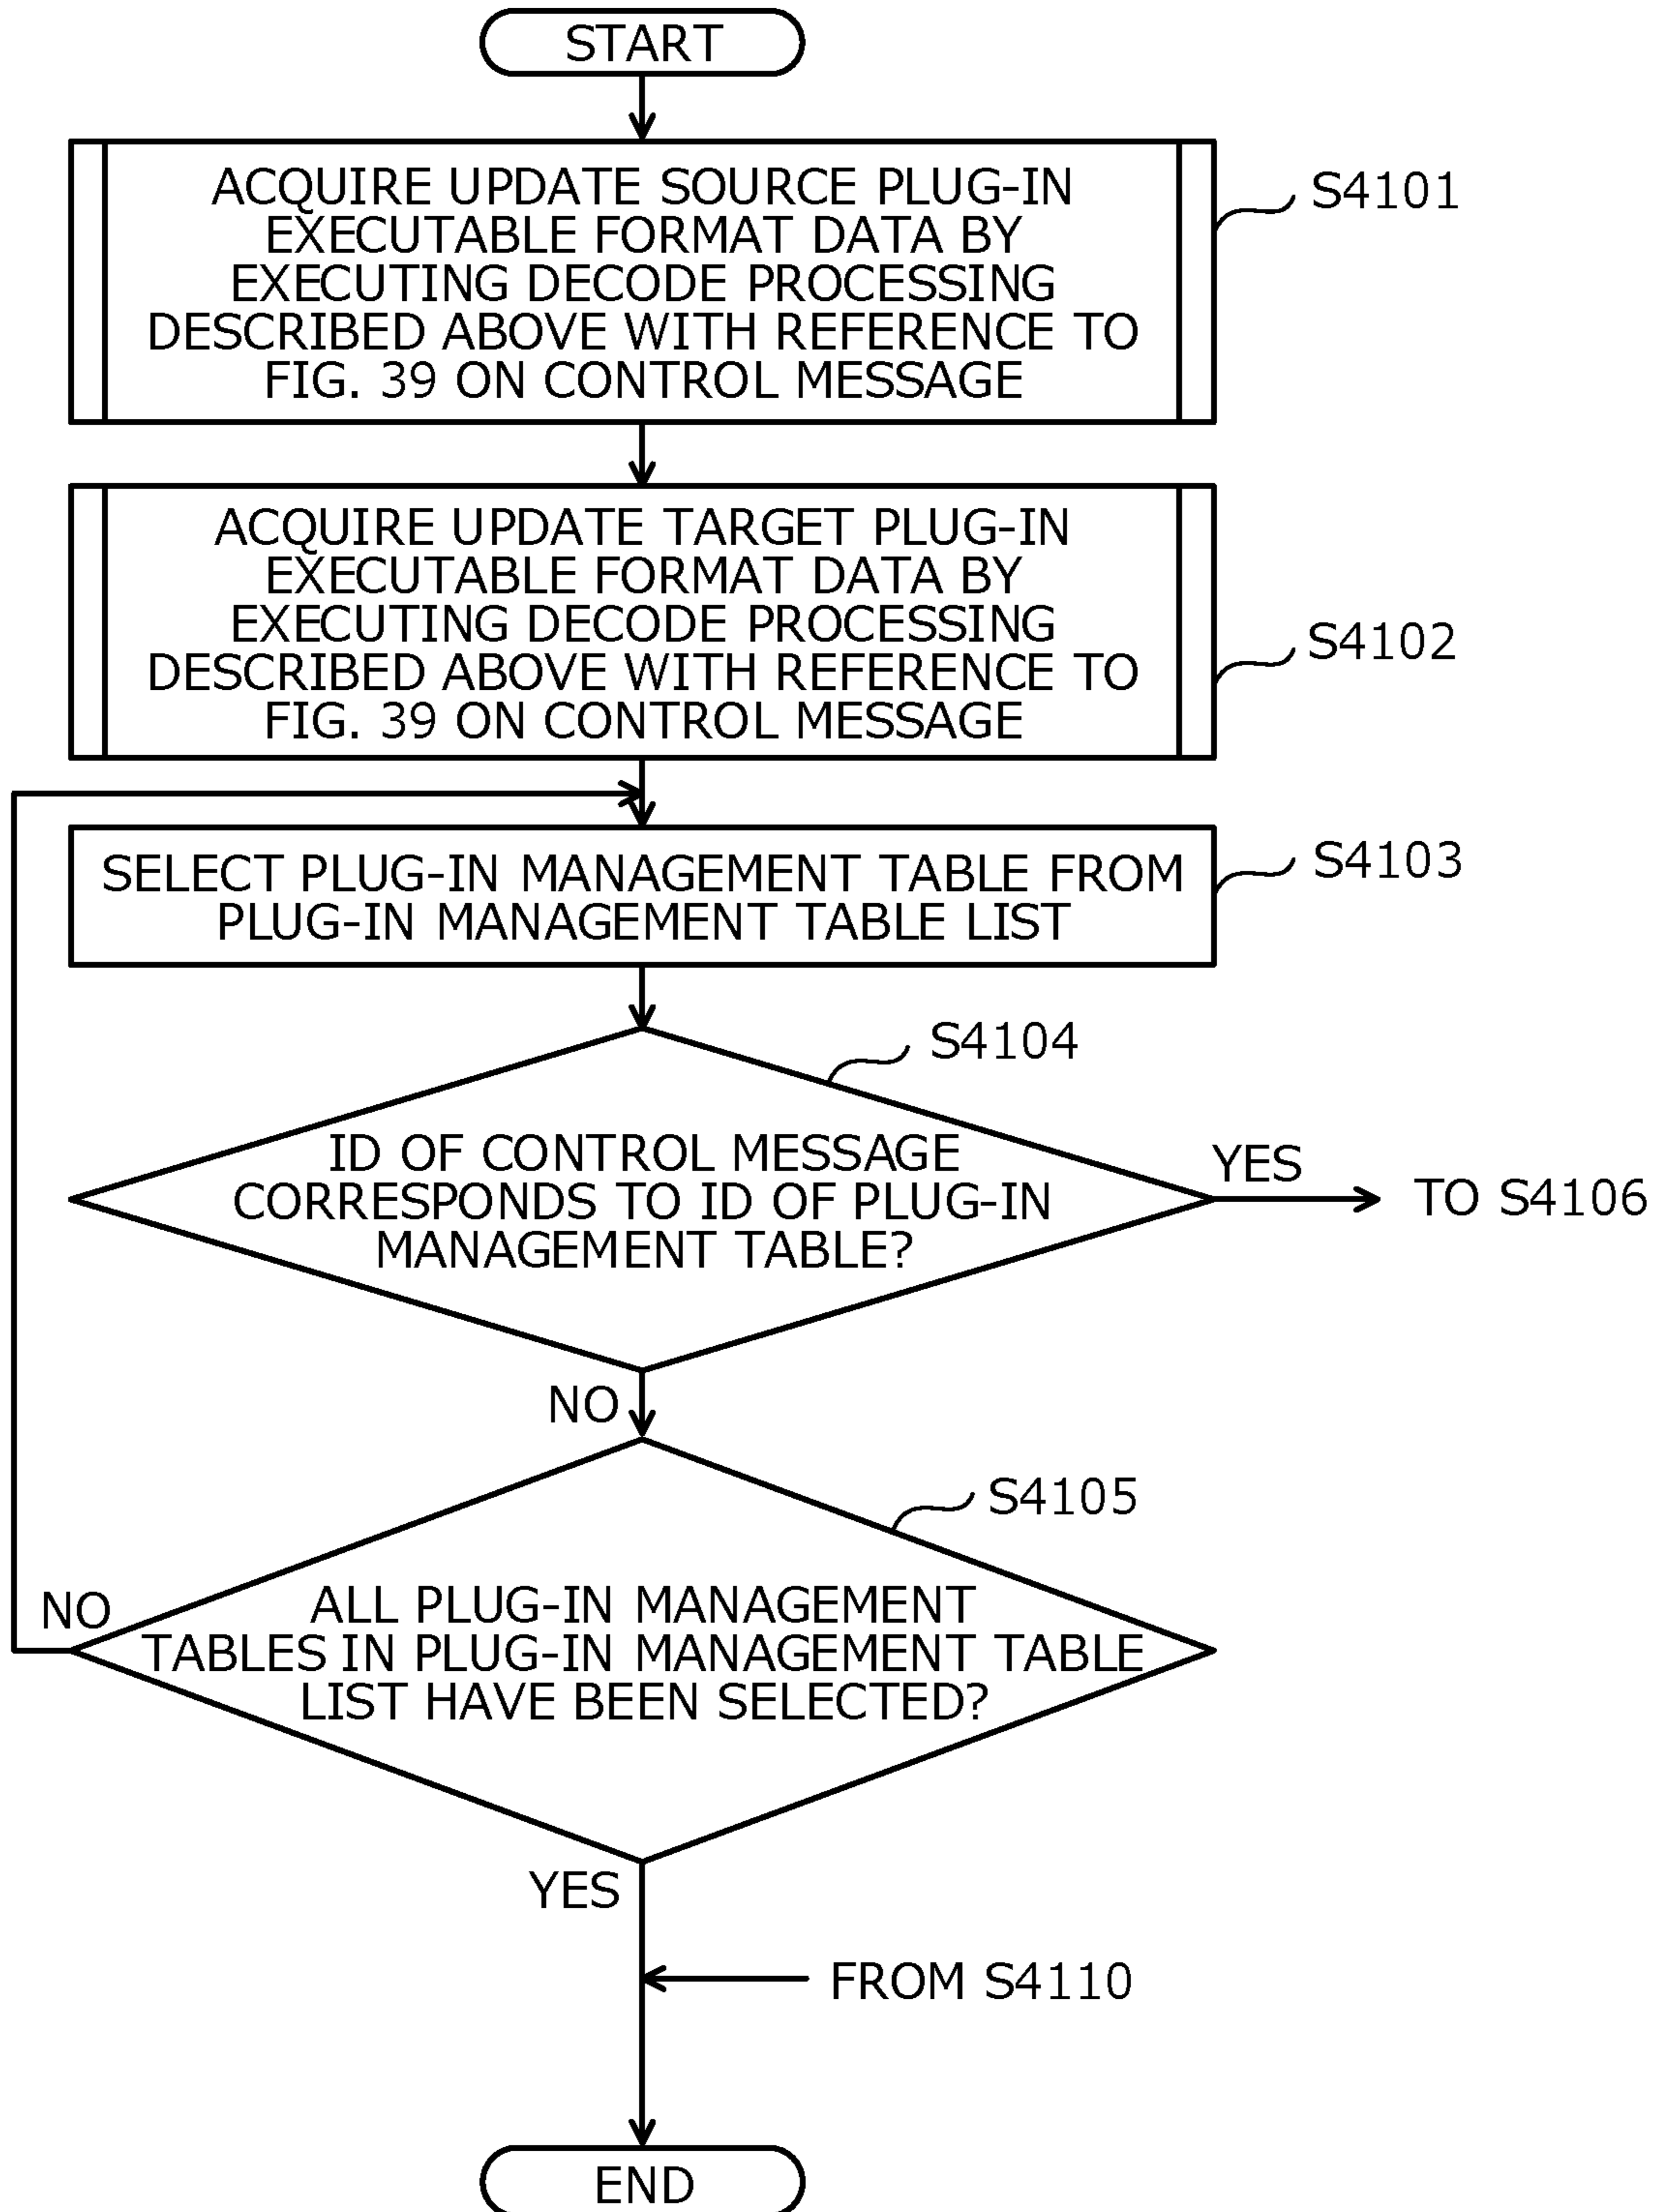 START
ACQUIRE UPDATE SOURCE PLUG-IN
EXECUTABLE FORMAT DATA BY
EXECUTING DECODE PROCESSING
DESCRIBED ABOVE WITH REFERENCE TO
FIG. 39 ON CONTROL MESSAGE
S4101
ACQUIRE UPDATE TARGET PLUG-IN
EXECUTABLE FORMAT DATA BY
EXECUTING DECODE PROCESSING
DESCRIBED ABOVE WITH REFERENCE TO
FIG. 39 ON CONTROL MESSAGE
S4102
SELECT PLUG-IN MANAGEMENT TABLE FROM
PLUG-IN MANAGEMENT TABLE LIST
S4103
S4104
ID OF CONTROL MESSAGE
CORRESPONDS TO ID OF PLUG-IN
MANAGEMENT TABLE?
YES
TO S4106
NO
S4105
ALL PLUG-IN MANAGEMENT
TABLES IN PLUG-IN MANAGEMENT TABLE
LIST HAVE BEEN SELECTED?
NO
YES
FROM S4110
END